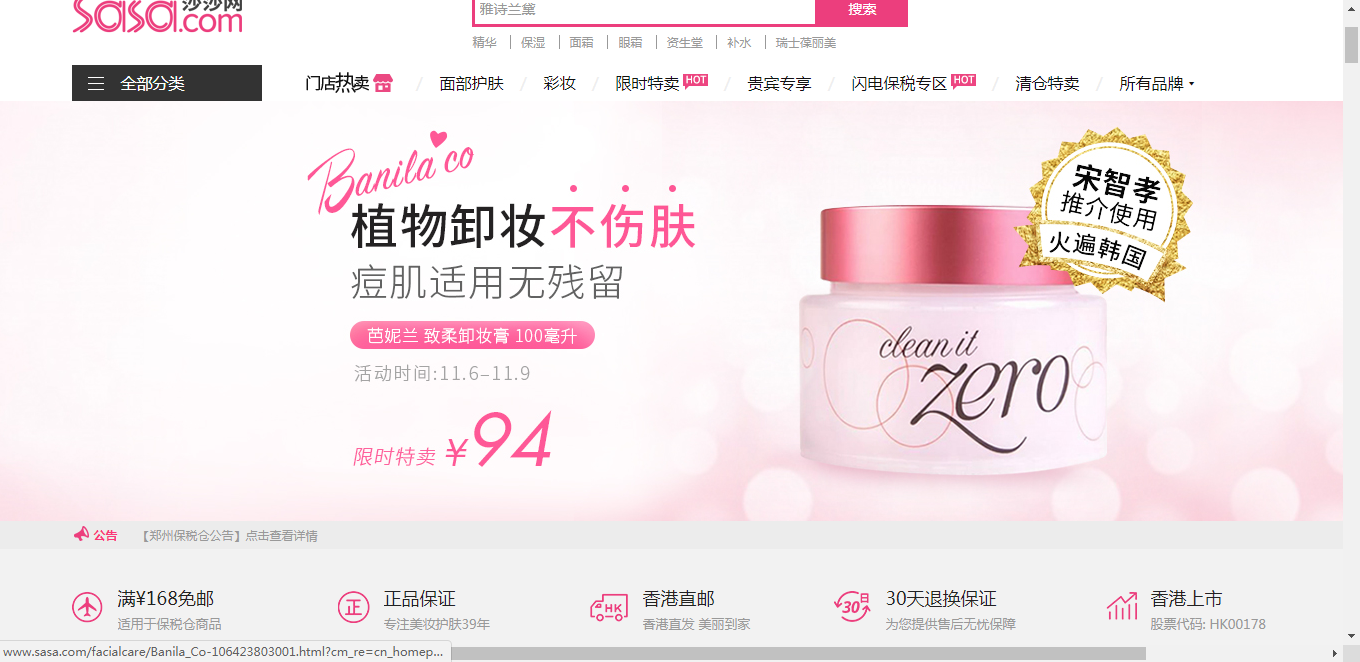 莎莎网
sasa.com
雅诗兰黛
搜索
精华 | 保湿 | 面霜 | 眼霜 | 资生堂 | 补水 | 瑞士葆丽美
全部分类
门店热卖 / 面部护肤 / 彩妆 / 限时特卖 HOT / 贵宾专享 / 闪电保税专区 HOT / 清仓特卖 / 所有品牌
Banila co
植物卸妆不伤肤
痘肌适用无残留
芭妮兰 致柔卸妆膏 100毫升
活动时间:11.6–11.9
限时特卖 ¥94
宋智孝
推介使用
火遍韩国
clean it
zero
公告 【郑州保税仓公告】点击查看详情
满¥168免邮
适用于保税仓商品
正
正品保证
专注美妆护肤39年
HK
香港直邮
香港直发 美丽到家
30日
30天退换保障
为您提供售后无忧保障
香港上市
股票代码: HK00178
www.sasa.com/facialcare/Banila_Co-106423803001.html?cm_re=cn_homep...